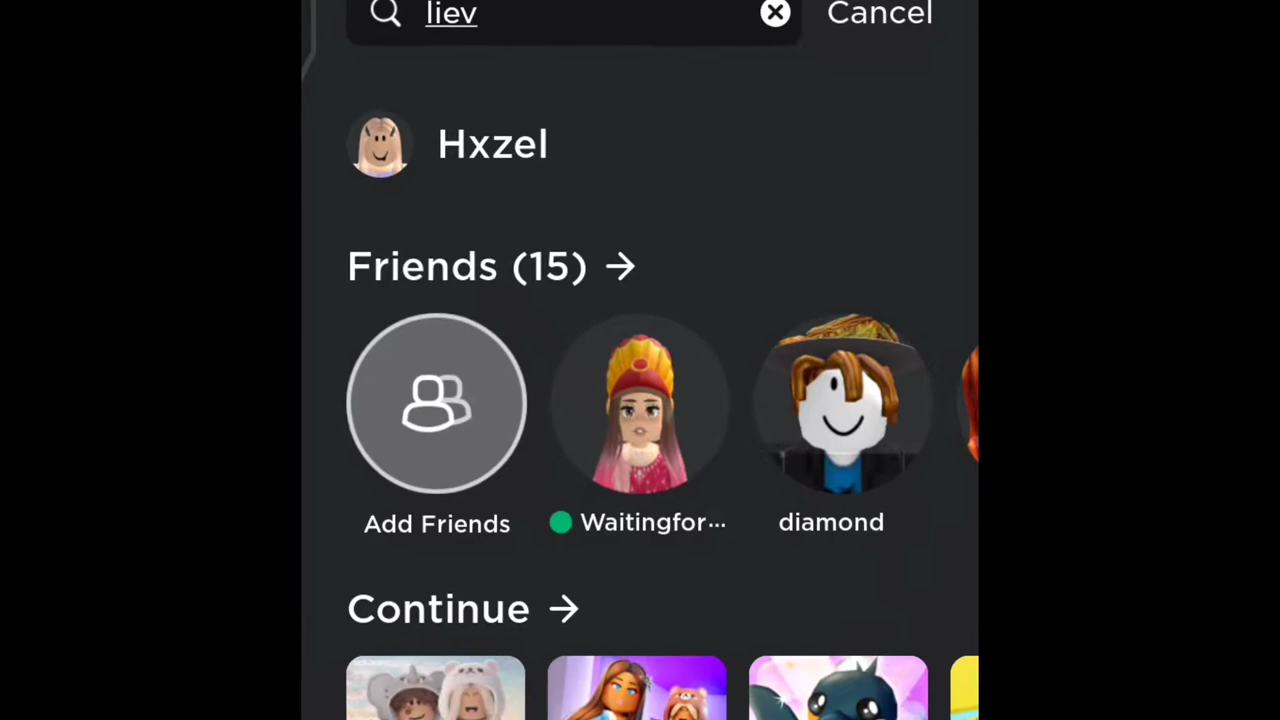 liev
Cancel
Hxzel
Friends (15) →
Add Friends
Waitingfor...
diamond
Continue →